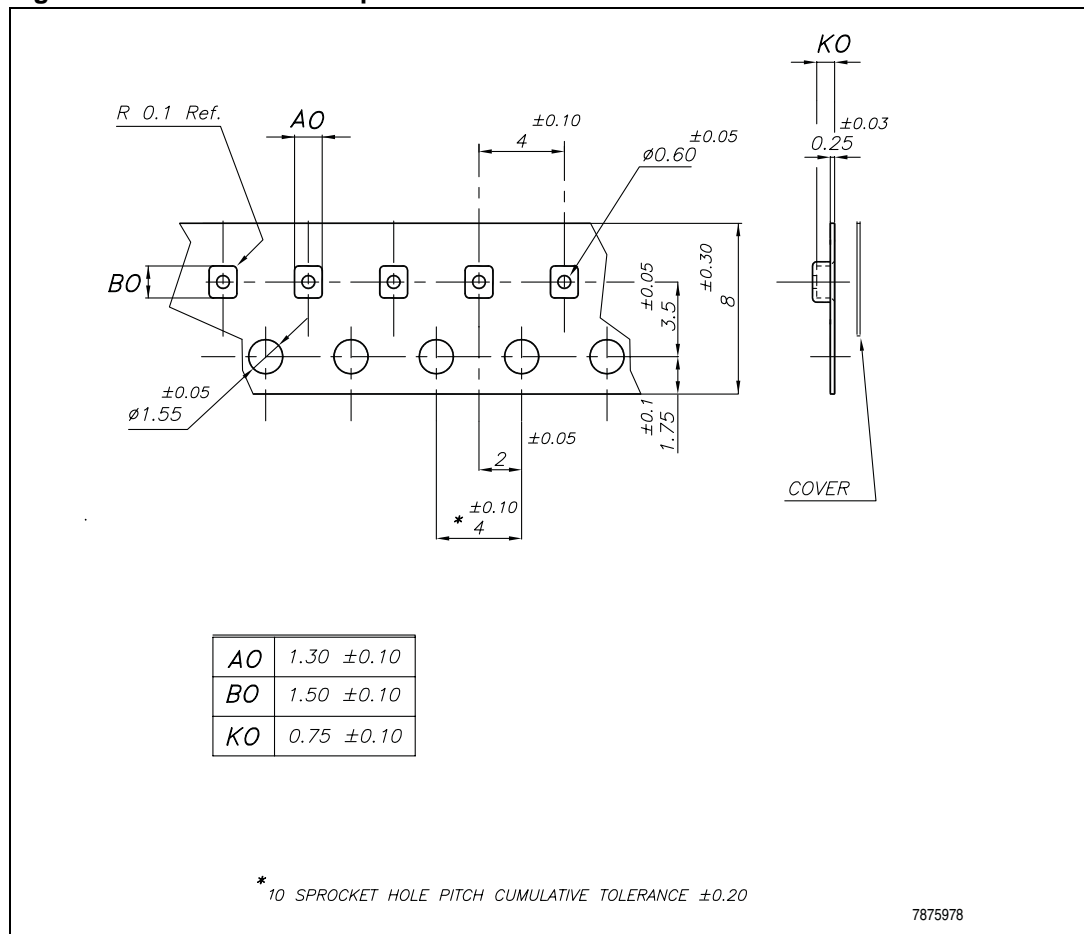 KO
R 0.1 Ref.
AO
±0.10
4
±0.05
ø0.60
±0.03
0.25
BO
±0.05
3.5
±0.30
8
±0.05
ø1.55
±0.1
1.75
±0.05
2
±0.10
* 4
COVER
AO 1.30 ±0.10
BO 1.50 ±0.10
KO 0.75 ±0.10
* 10 SPROCKET HOLE PITCH CUMULATIVE TOLERANCE ±0.20
7875978